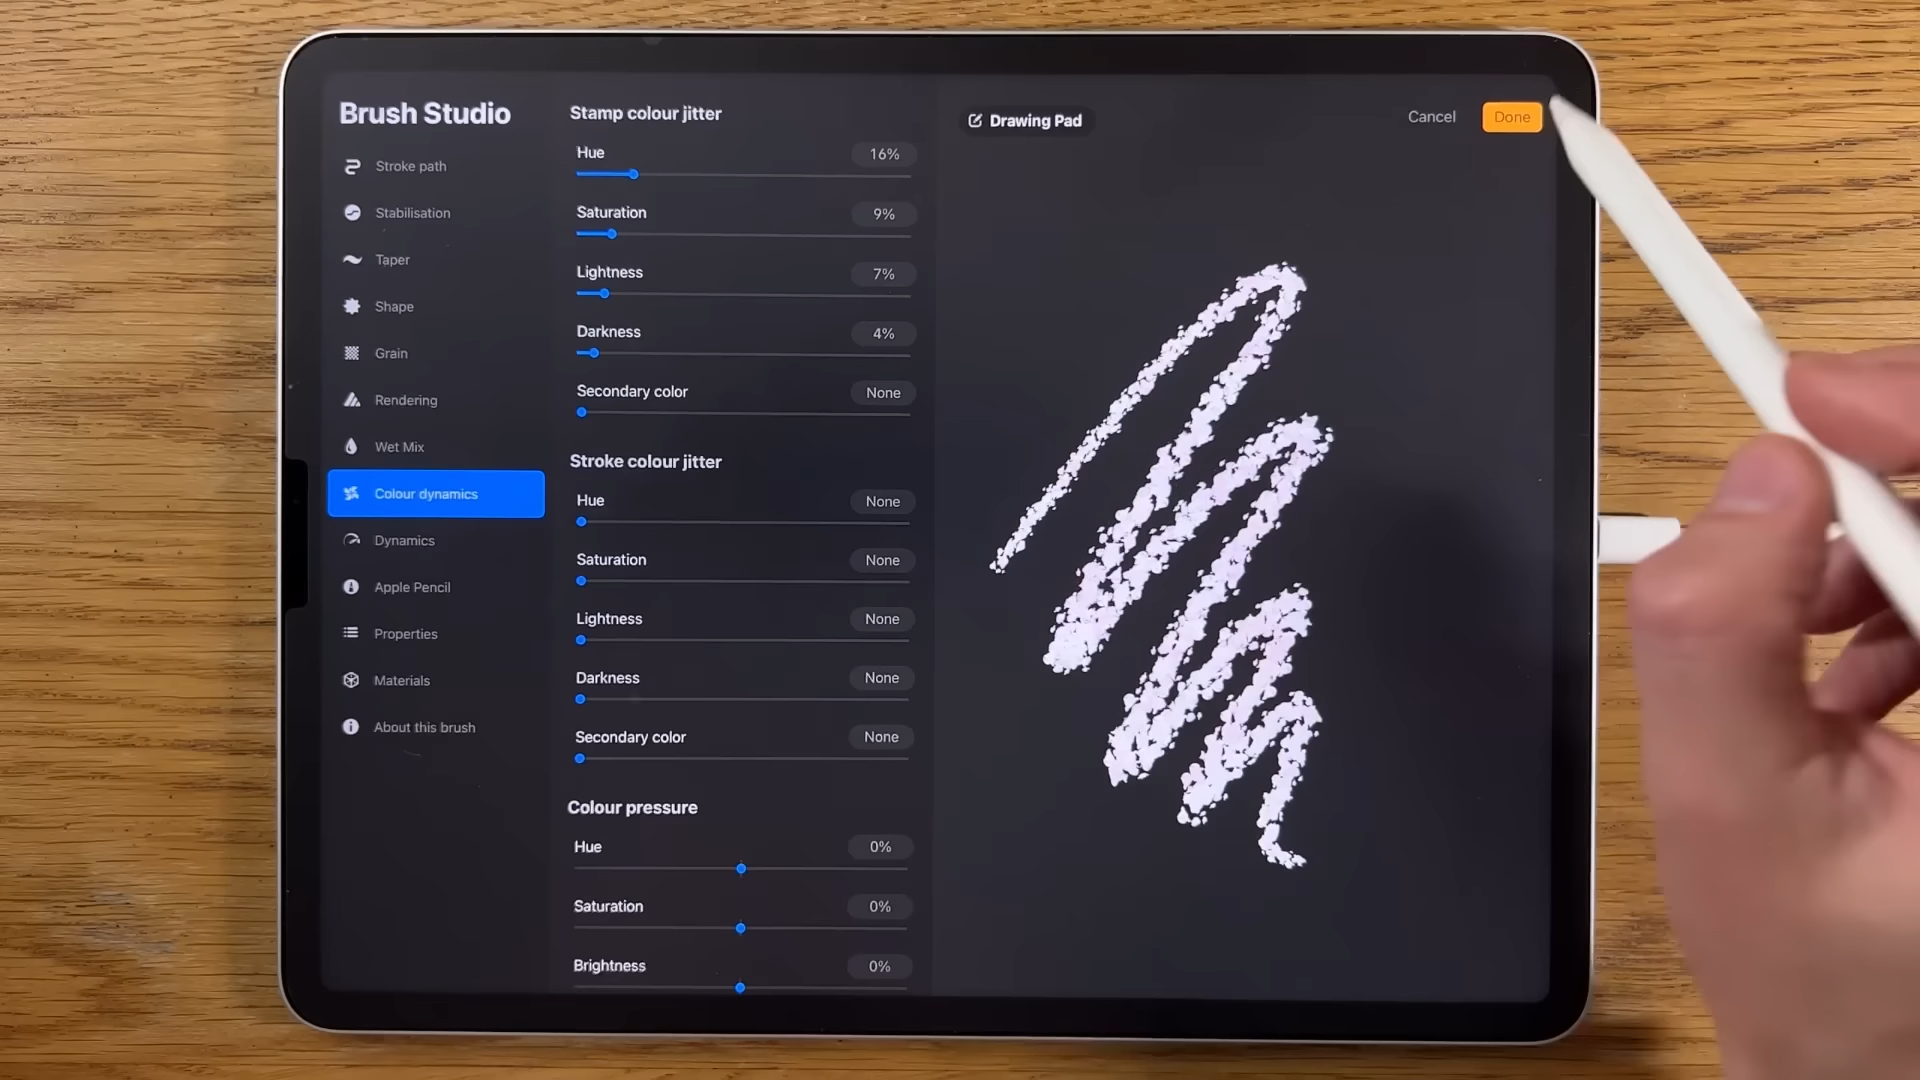 Brush Studio
Stroke path
Stabilisation
Taper
Shape
Grain
Rendering
Wet Mix
Colour dynamics
Dynamics
Apple Pencil
Properties
Materials
About this brush
Stamp colour jitter
Hue 16%
Saturation 9%
Lightness 7%
Darkness 4%
Secondary color None
Stroke colour jitter
Hue None
Saturation None
Lightness None
Darkness None
Secondary color None
Colour pressure
Hue 0%
Saturation 0%
Brightness 0%
Drawing Pad
Cancel
Done